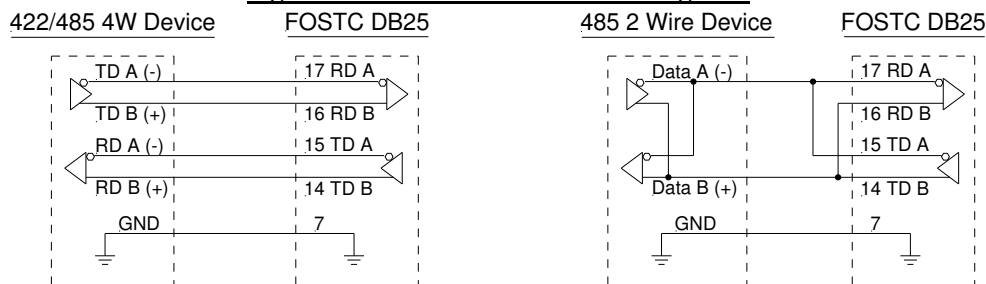 422/485 4W Device FOSTC DB25 485 2 Wire Device FOSTC DB25
TD A (-) 17 RD A Data A (-) 17 RD A
TD B (+) 16 RD B 16 RD B
RD A (-) 15 TD A 15 TD A
RD B (+) 14 TD B Data B (+) 14 TD B
GND 7 GND 7